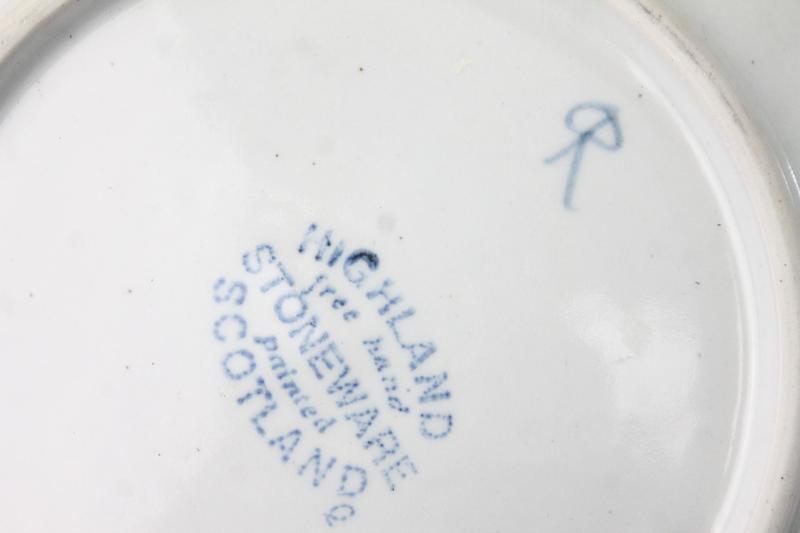 HIGHLAND
free hand
STONEWARE
painted
SCOTLAND